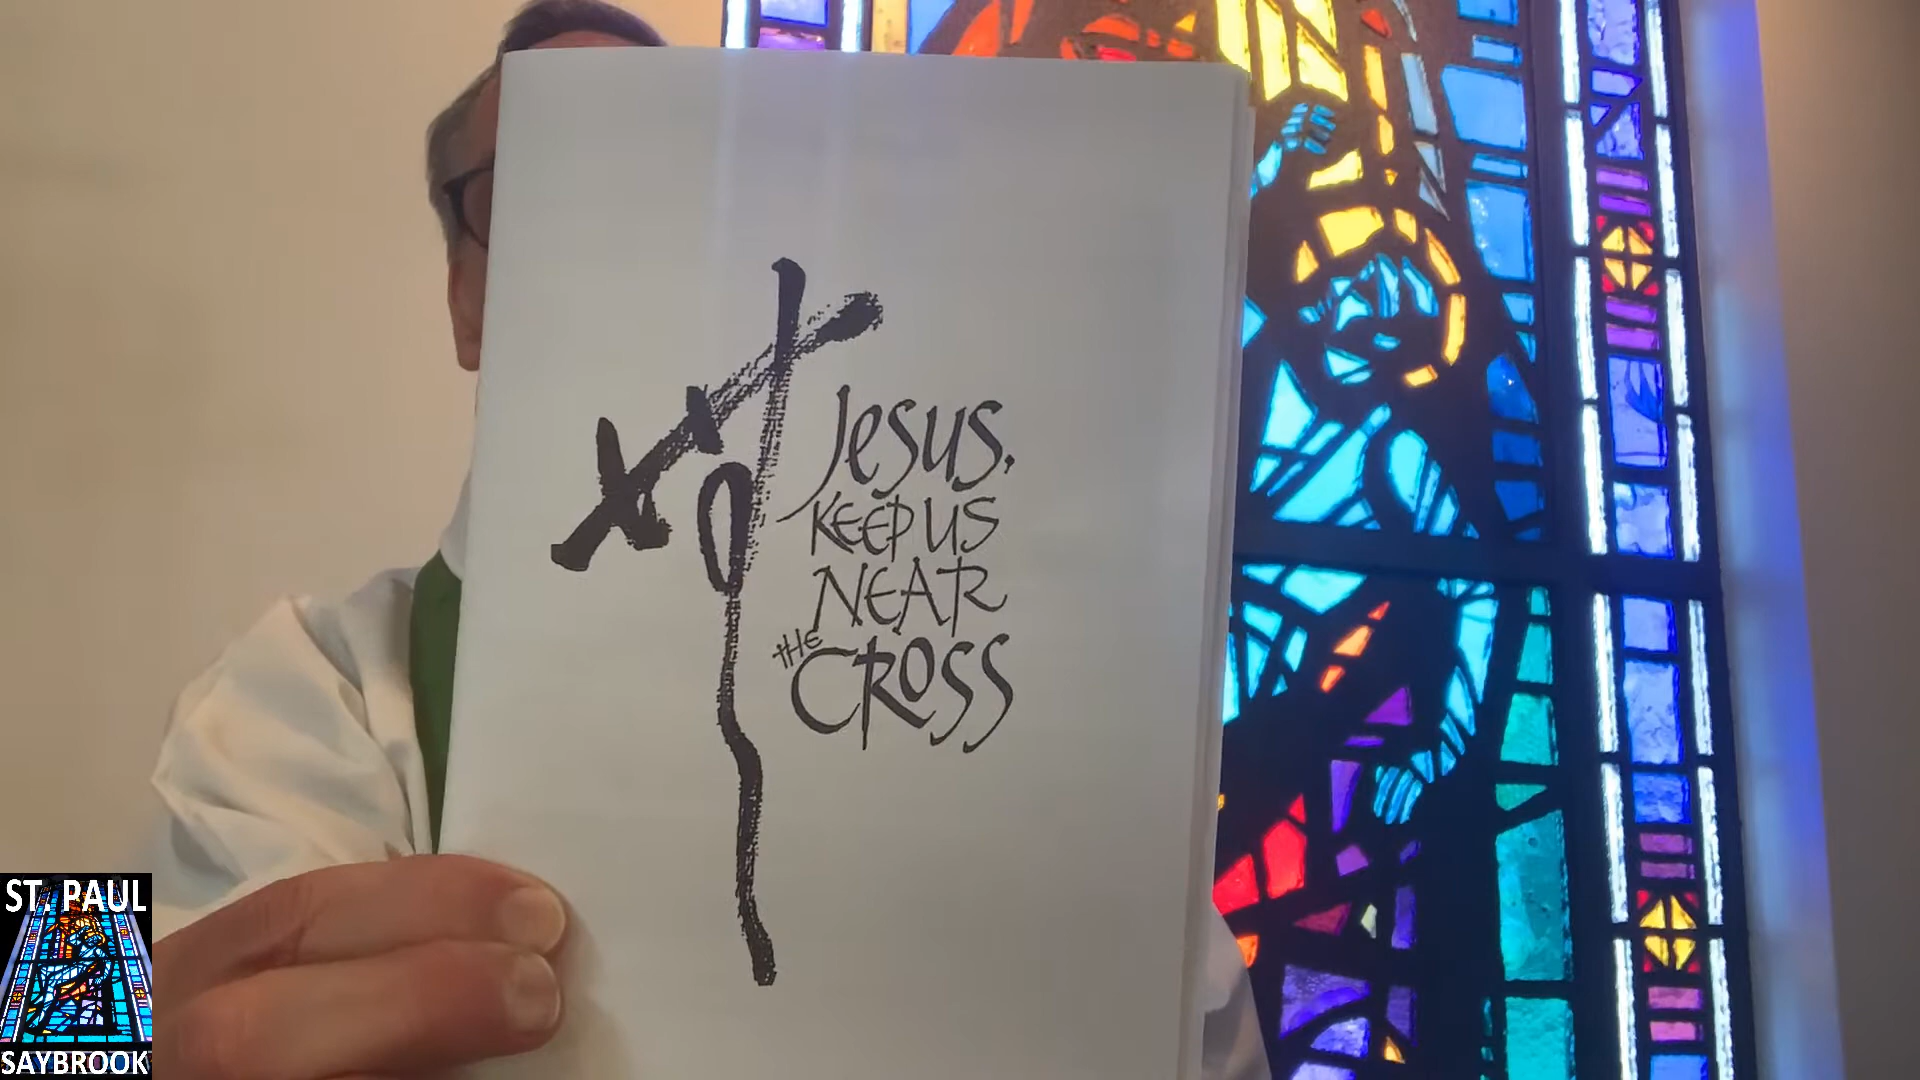 Jesus,
KEEP US
NEAR
tHE
CROSS
ST. PAUL
SAYBROOK